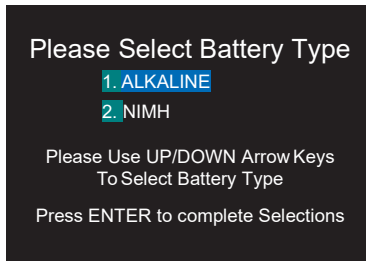 Please Select Battery Type
1. ALKALINE
2. NIMH
Please Use UP/DOWN Arrow Keys
To Select Battery Type
Press ENTER to complete Selections